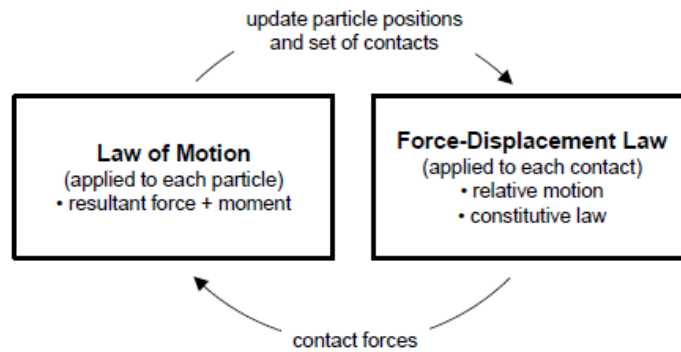 update particle positions
and set of contacts
Law of Motion
(applied to each particle)
• resultant force + moment
Force-Displacement Law
(applied to each contact)
• relative motion
• constitutive law
contact forces